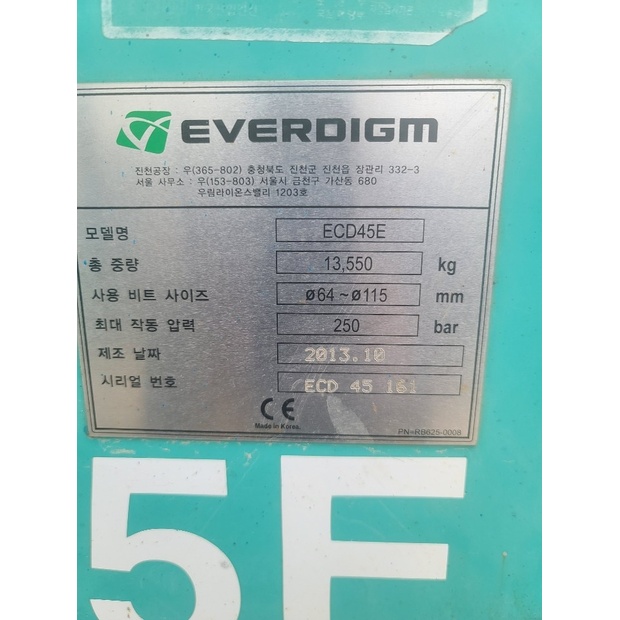 EVERDIGM
진천공장 : 우(365-802) 충청북도 진천군 진천읍 장관리 332-3
서울 사무소 : 우(153-803) 서울시 금천구 가산동 680
우림라이온스밸리 1203호
모델명 ECD45E
총 중량 13,550 kg
사용 비트 사이즈 ø64~ø115 mm
최대 작동 압력 250 bar
제조 날짜 2013.10
시리얼 번호 ECD 45 161
CE
Made in Korea.
PN-RB625-0008
5E